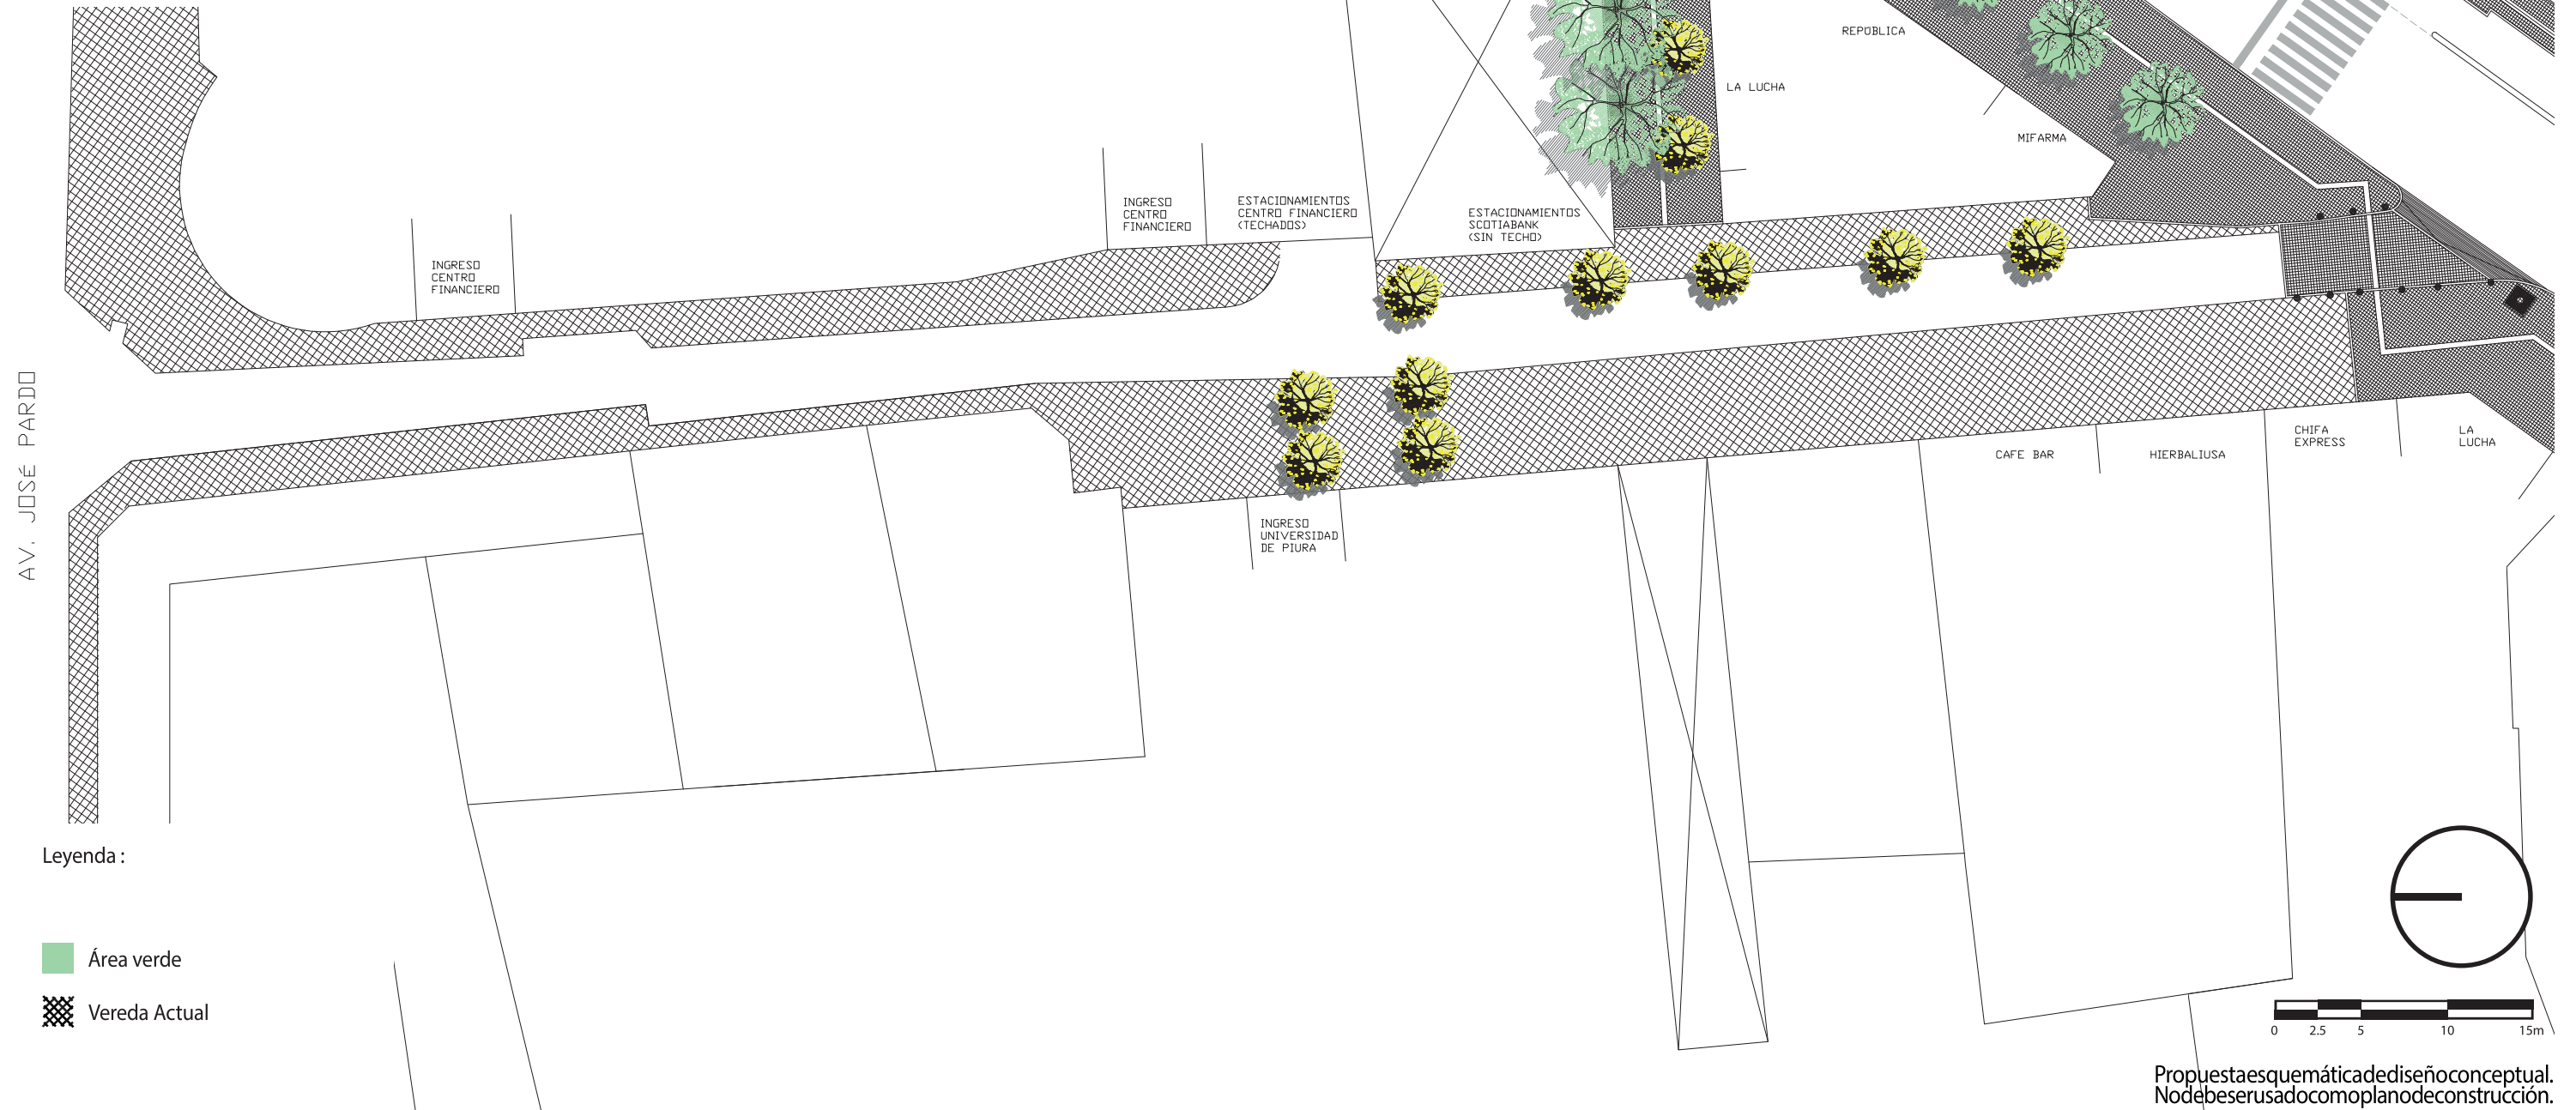 REPÚBLICA
LA LUCHA
MIFARMA
INGRESO
CENTRO
FINANCIERO
ESTACIONAMIENTOS
CENTRO FINANCIERO
(TECHADOS)
ESTACIONAMIENTOS
SCOTIABANK
(SIN TECHO)
INGRESO
CENTRO
FINANCIERO
AV. JOSÉ PARDO
CAFE BAR
HIERBALIUSA
CHIFA
EXPRESS
LA
LUCHA
INGRESO
UNIVERSIDAD
DE PIURA
Leyenda :
Área verde
Vereda Actual
0 2.5 5 10 15m
Propuestaesquemáticadediseñoconceptual.
Nodebeserusadocomoplanodeconstrucción.